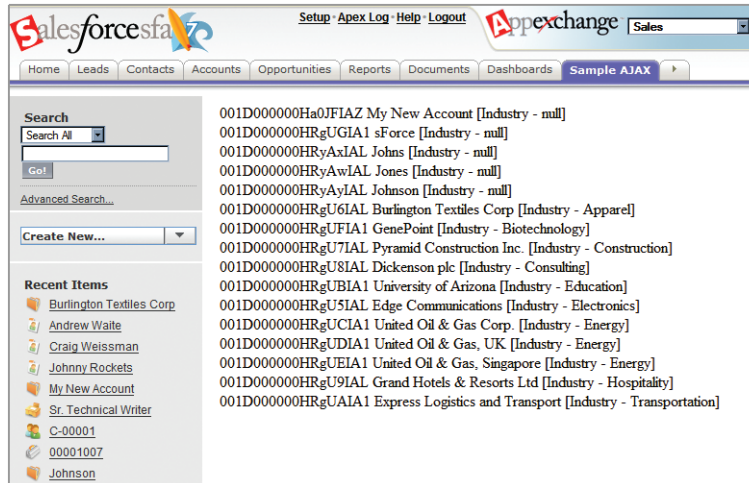 Salesforcesfa 7
Setup · Apex Log · Help · Logout
Appexchange
Sales
Home Leads Contacts Accounts Opportunities Reports Documents Dashboards Sample AJAX
Search
Search All
Go!
Advanced Search...
Create New...
Recent Items
Burlington Textiles Corp
Andrew Waite
Craig Weissman
Johnny Rockets
My New Account
Sr. Technical Writer
C-00001
00001007
Johnson
001D000000Ha0JFIAZ My New Account [Industry - null]
001D000000HRgUGIA1 sForce [Industry - null]
001D000000HRyAxIAL Johns [Industry - null]
001D000000HRyAwIAL Jones [Industry - null]
001D000000HRyAyIAL Johnson [Industry - null]
001D000000HRgU6IAL Burlington Textiles Corp [Industry - Apparel]
001D000000HRgUFIA1 GenePoint [Industry - Biotechnology]
001D000000HRgU7IAL Pyramid Construction Inc. [Industry - Construction]
001D000000HRgU8IAL Dickenson plc [Industry - Consulting]
001D000000HRgUBIA1 University of Arizona [Industry - Education]
001D000000HRgU5IAL Edge Communications [Industry - Electronics]
001D000000HRgUCIA1 United Oil & Gas Corp. [Industry - Energy]
001D000000HRgUDIA1 United Oil & Gas, UK [Industry - Energy]
001D000000HRgUEIA1 United Oil & Gas, Singapore [Industry - Energy]
001D000000HRgU9IAL Grand Hotels & Resorts Ltd [Industry - Hospitality]
001D000000HRgUAIA1 Express Logistics and Transport [Industry - Transportation]